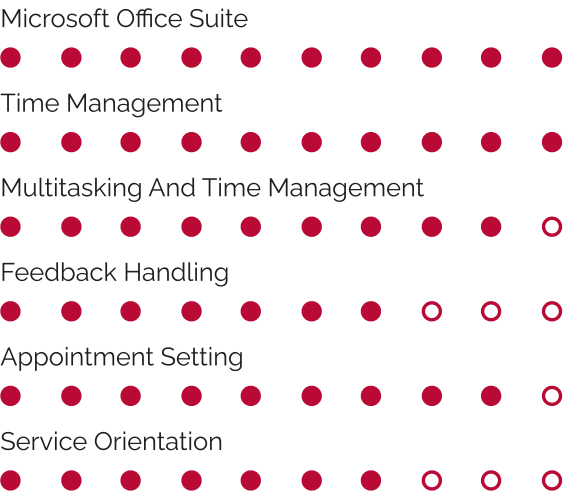 Microsoft Office Suite
Time Management
Multitasking And Time Management
Feedback Handling
Appointment Setting
Service Orientation